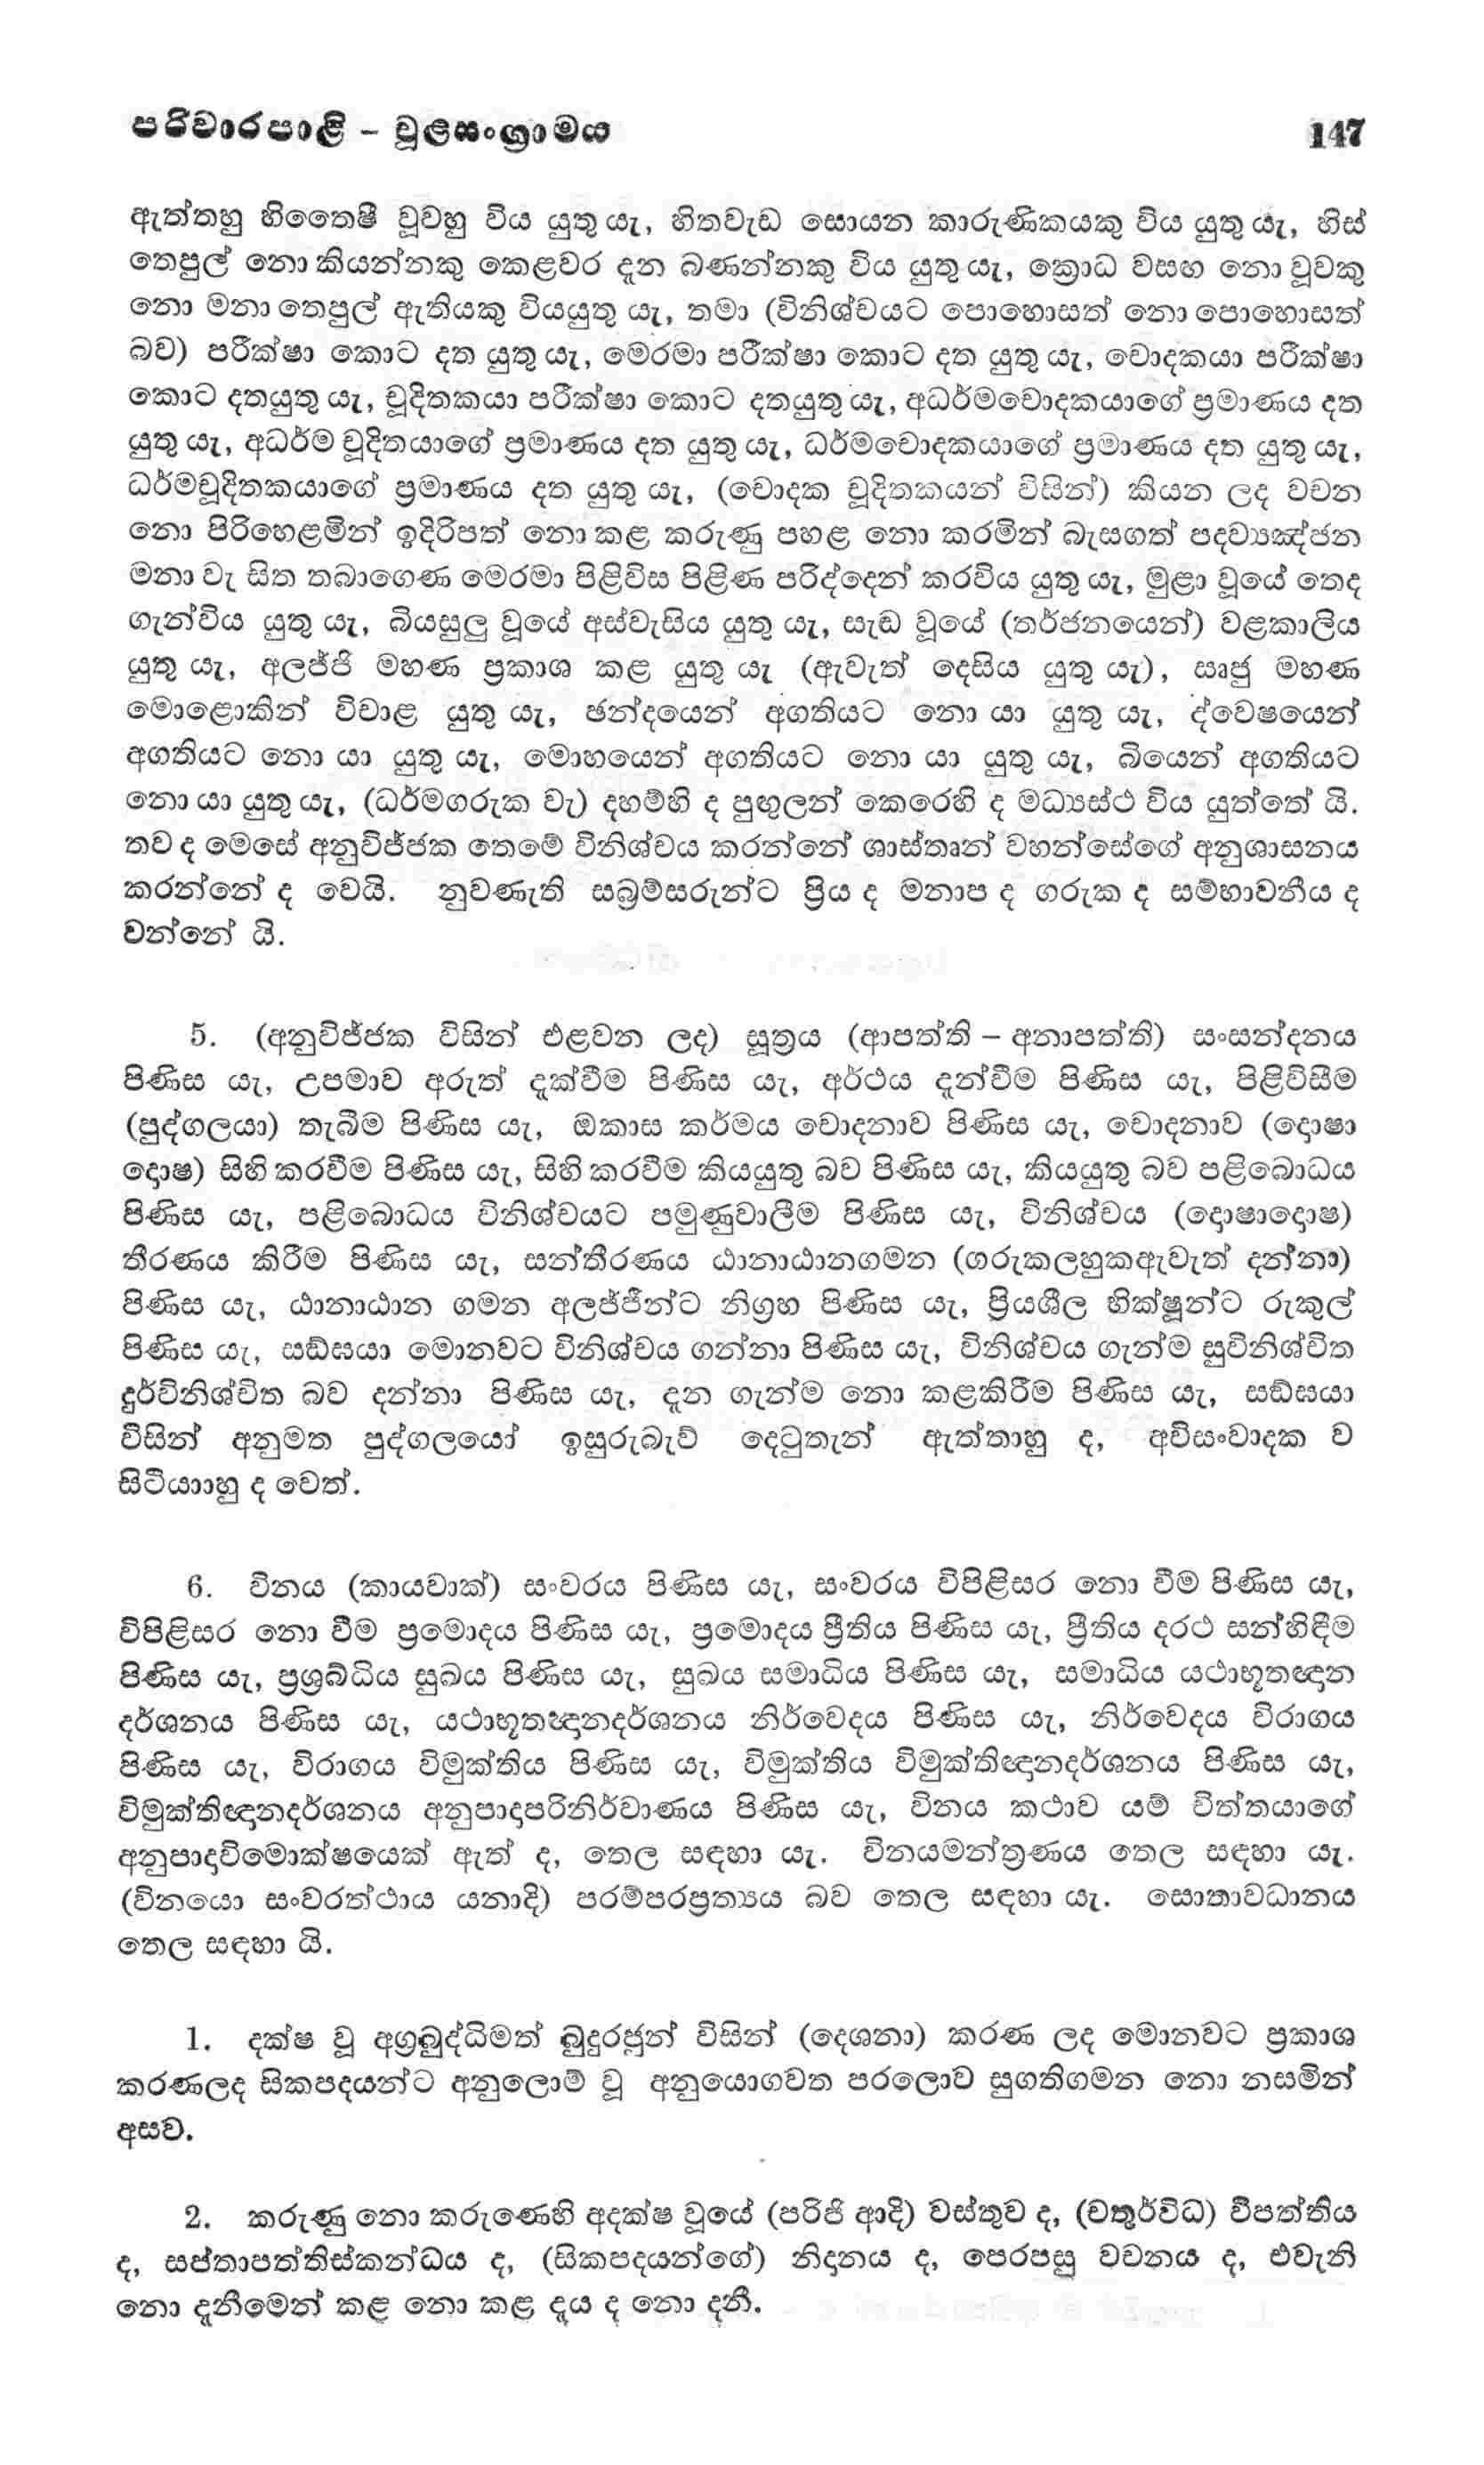 පරිවාරපාළි – චූළසංග්‍රාමය 147
ඇත්තහු හිතෛෂී වූවහු විය යුතු යැ, හිතවැඩ සොයන කාරුණිකයකු විය යුතු යැ, හිස්
තෙපුල් නො කියන්නකු කෙළවර දැන බණන්නකු විය යුතු යැ, ක්‍රොධ වසඟ නො වූවකු
නො මනා තෙපුල් ඇතියකු වියයුතු යැ, තමා (විනිශ්චයට පොහොසත් නො පොහොසත්
බව) පරීක්ෂා කොට දත යුතු යැ, මෙරමා පරීක්ෂා කොට දත යුතු යැ, චොදකයා පරීක්ෂා
කොට දතයුතු යැ, චූදිතකයා පරීක්ෂා කොට දතයුතු යැ, අධර්මචොදකයාගේ ප්‍රමාණය දත
යුතු යැ, අධර්ම චූදිතයාගේ ප්‍රමාණය දත යුතු යැ, ධර්මචොදකයාගේ ප්‍රමාණය දත යුතු යැ,
ධර්මචූදිතකයාගේ ප්‍රමාණය දත යුතු යැ, (චොදක චූදිතකයන් විසින්) කියන ලද වචන
නො පිරිහෙළමින් ඉදිරිපත් නො කළ කරුණු පහළ නො කරමින් බැසගත් පදව්‍යඤ්ජන
මනා වැ සිත තබාගෙණ මෙරමා පිළිවිස පිළිණ පරිද්දෙන් කරවිය යුතු යැ, මුළා වූයේ තෙද
ගැන්විය යුතු යැ, බියසුලු වූයේ අස්වැසිය යුතු යැ, සැඬ වූයේ (තර්ජනයෙන්) වළකාලිය
යුතු යැ, අලජ්ජි මහණ ප්‍රකාශ කළ යුතු යැ (ඇවැත් දෙසිය යුතු යැ), සෘජු මහණ
මොළොකින් විචාළ යුතු යැ, ඡන්දයෙන් අගතියට නො යා යුතු යැ, ද්වෙෂයෙන්
අගතියට නො යා යුතු යැ, මොහයෙන් අගතියට නො යා යුතු යැ, බියෙන් අගතියට
නො යා යුතු යැ, (ධර්මගරුක වැ) දහම්හි ද පුඟුලන් කෙරෙහි ද මධ්‍යස්ථ විය යුත්තේ යි.
තව ද මෙසේ අනුවිජ්ජක තෙමේ විනිශ්චය කරන්නේ ශාස්තෲන් වහන්සේගේ අනුශාසනය
කරන්නේ ද වෙයි. නුවණැති සබ්‍රම්සරුන්ට ප්‍රිය ද මනාප ද ගරුක ද සම්භාවනීය ද
වන්නේ යි.
5. (අනුවිජ්ජක විසින් එළවන ලද) සූත්‍රය (ආපත්ති – අනාපත්ති) සංසන්දනය
පිණිස යැ, උපමාව අරුත් දැක්වීම පිණිස යැ, අර්ථය දැන්වීම පිණිස යැ, පිළිවිසීම
(පුද්ගලයා) තැබීම පිණිස යැ, ඔකාස කර්මය චොදනාව පිණිස යැ, චොදනාව (දොෂා
දොෂ) සිහි කරවීම පිණිස යැ, සිහි කරවීම කියයුතු බව පිණිස යැ, කියයුතු බව පළිබොධය
පිණිස යැ, පළිබොධය විනිශ්චයට පමුණුවාලීම පිණිස යැ, විනිශ්චය (දොෂාදොෂ)
තීරණය කිරීම පිණිස යැ, සන්තීරණය ඨානාඨානගමන (ගරුකලහුකඇවැත් දන්නා)
පිණිස යැ, ඨානාඨාන ගමන අලජ්ජීන්ට නිග්‍රහ පිණිස යැ, ප්‍රියශීල භික්ෂූන්ට රුකුල්
පිණිස යැ, සඞ්ඝයා මොනවට විනිශ්චය ගන්නා පිණිස යැ, විනිශ්චය ගැන්ම සුවිනිශ්චිත
දුර්විනිශ්චිත බව දන්නා පිණිස යැ, දැන ගැන්ම නො කළකිරීම පිණිස යැ, සඞ්ඝයා
විසින් අනුමත පුද්ගලයෝ ඉසුරුබැව් දෙටුතැන් ඇත්තාහු ද, අවිසංවාදක ව
සිටියාාහු ද වෙත්.
6. විනය (කායවාක්) සංවරය පිණිස යැ, සංවරය විපිළිසර නො වීම පිණිස යැ,
විපිළිසර නො වීම ප්‍රමොදය පිණිස යැ, ප්‍රමොදය ප්‍රීතිය පිණිස යැ, ප්‍රීතිය දරථ සන්හිඳීම
පිණිස යැ, ප්‍රශ්‍රබ්ධිය සුඛය පිණිස යැ, සුඛය සමාධිය පිණිස යැ, සමාධිය යථාභූතඥාන
දර්ශනය පිණිස යැ, යථාභූතඥානදර්ශනය නිර්වෙදය පිණිස යැ, නිර්වෙදය විරාගය
පිණිස යැ, විරාගය විමුක්තිය පිණිස යැ, විමුක්තිය විමුක්තිඥානදර්ශනය පිණිස යැ,
විමුක්තිඥානදර්ශනය අනුපාදාපරිනිර්වාණය පිණිස යැ, විනය කථාව යම් චිත්තයාගේ
අනුපාදාවිමොක්ෂයෙක් ඇත් ද, තෙල සඳහා යැ. විනයමන්ත්‍රණය තෙල සඳහා යැ.
(විනයො සංවරත්ථාය යනාදි) පරම්පරප්‍රත්‍යය බව තෙල සඳහා යැ. සොතාවධානය
තෙල සඳහා යි.
1. දක්ෂ වූ අග්‍රබුද්ධිමත් බුදුරජුන් විසින් (දෙශනා) කරණ ලද මොනවට ප්‍රකාශ
කරණලද සිකපදයන්ට අනුලොම් වූ අනුයොගවත පරලොව සුගතිගමන නො නසමින්
අසව.
2. කරුණු නො කරුණෙහි අදක්ෂ වූයේ (පරිජි ආදි) වස්තුව ද, (චතුර්විධ) විපත්තිය
ද, සප්තාපත්තිස්කන්ධය ද, (සිකපදයන්ගේ) නිදානය ද, පෙරපසු වචනය ද, එවැනි
නො දැනීමෙන් කළ නො කළ දැය ද නො දනී.